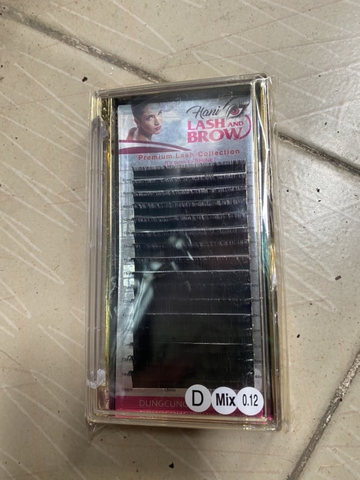 Hani
LASH AND
BROW
Premium Lash Collection
D Mix 0.12